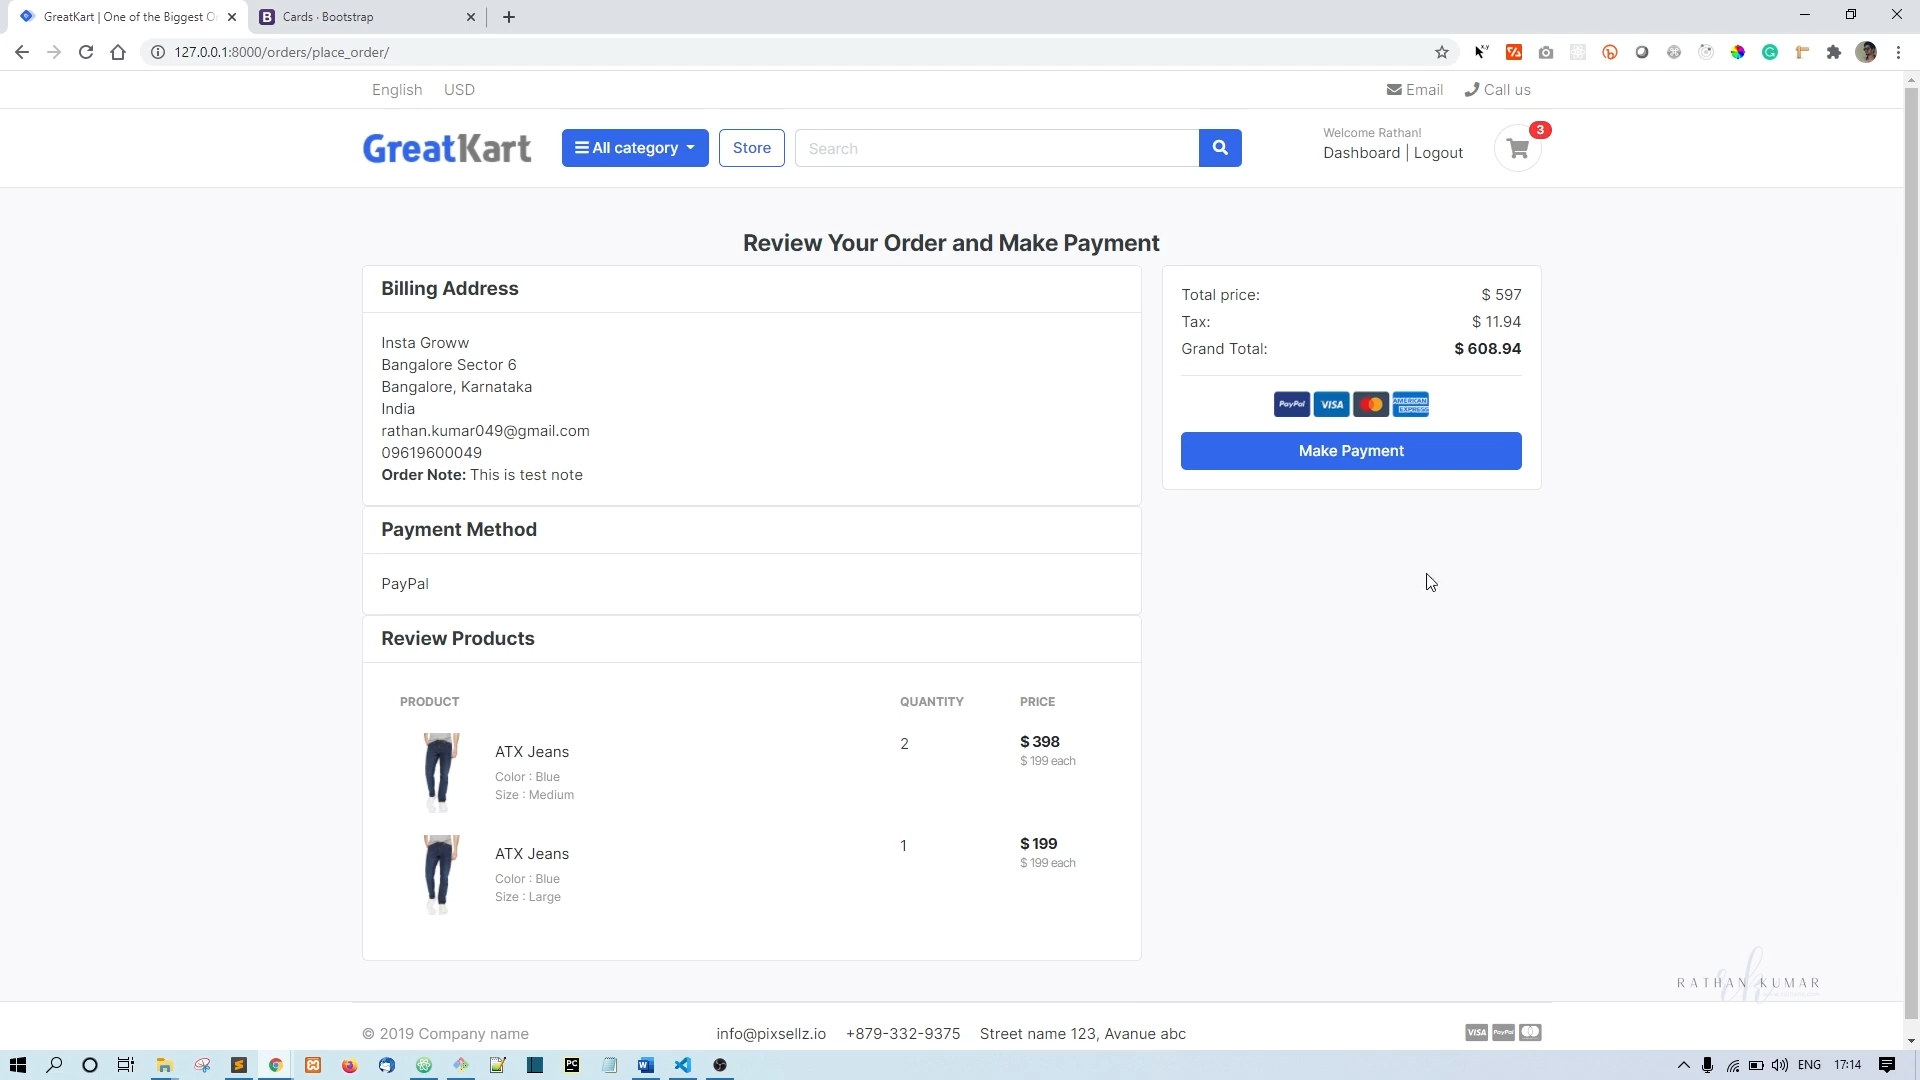 GreatKart | One of the Biggest O
Cards · Bootstrap
127.0.0.1:8000/orders/place_order/
English USD
Email Call us
GreatKart
All category
Store
Search
Welcome Rathan!
Dashboard | Logout
3
Review Your Order and Make Payment
Billing Address
Insta Groww
Bangalore Sector 6
Bangalore, Karnataka
India
rathan.kumar049@gmail.com
09619600049
Order Note: This is test note
Total price: $ 597
Tax: $ 11.94
Grand Total: $ 608.94
PayPal VISA AMERICAN EXPRESS
Make Payment
Payment Method
PayPal
Review Products
PRODUCT QUANTITY PRICE
ATX Jeans 2 $ 398
$ 199 each
Color : Blue
Size : Medium
ATX Jeans 1 $ 199
$ 199 each
Color : Blue
Size : Large
RATHAN KUMAR
© 2019 Company name info@pixsellz.io +879-332-9375 Street name 123, Avanue abc VISA PayPal
ENG 17:14